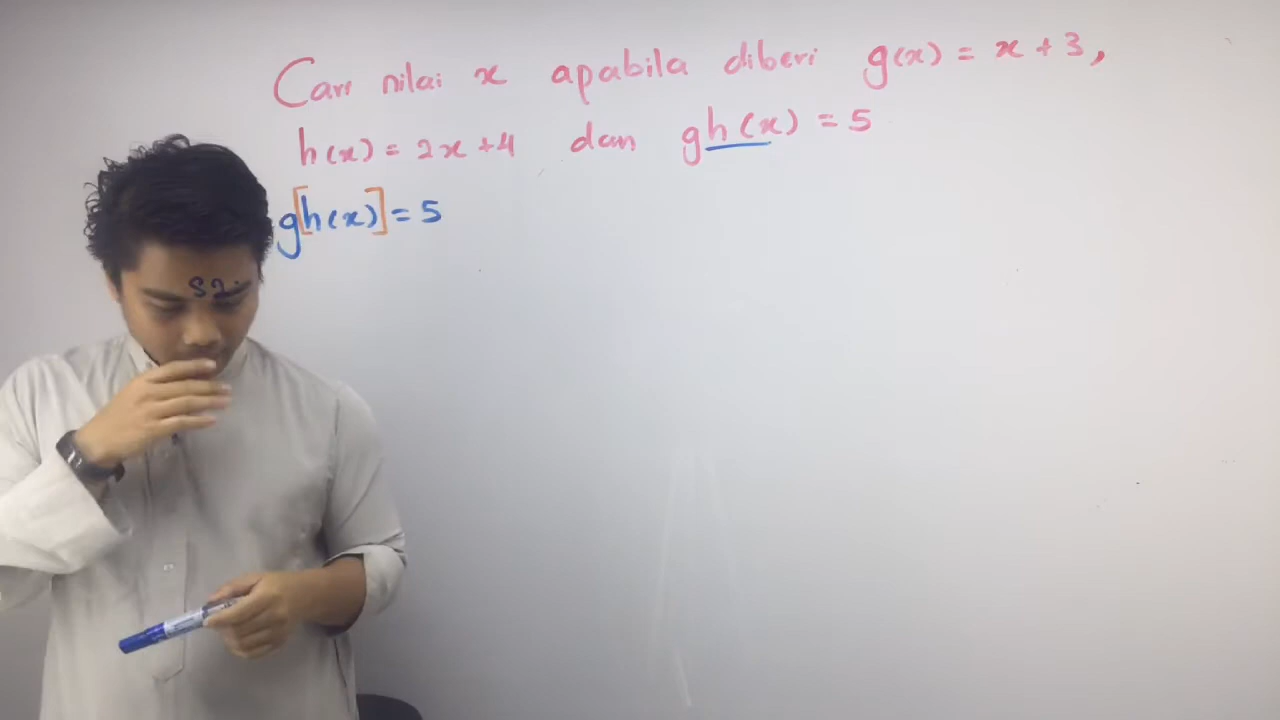 Cari nilai x apabila diberi g(x) = x + 3,
h(x) = 2x + 4 dan gh(x) = 5
g[h(x)] = 5